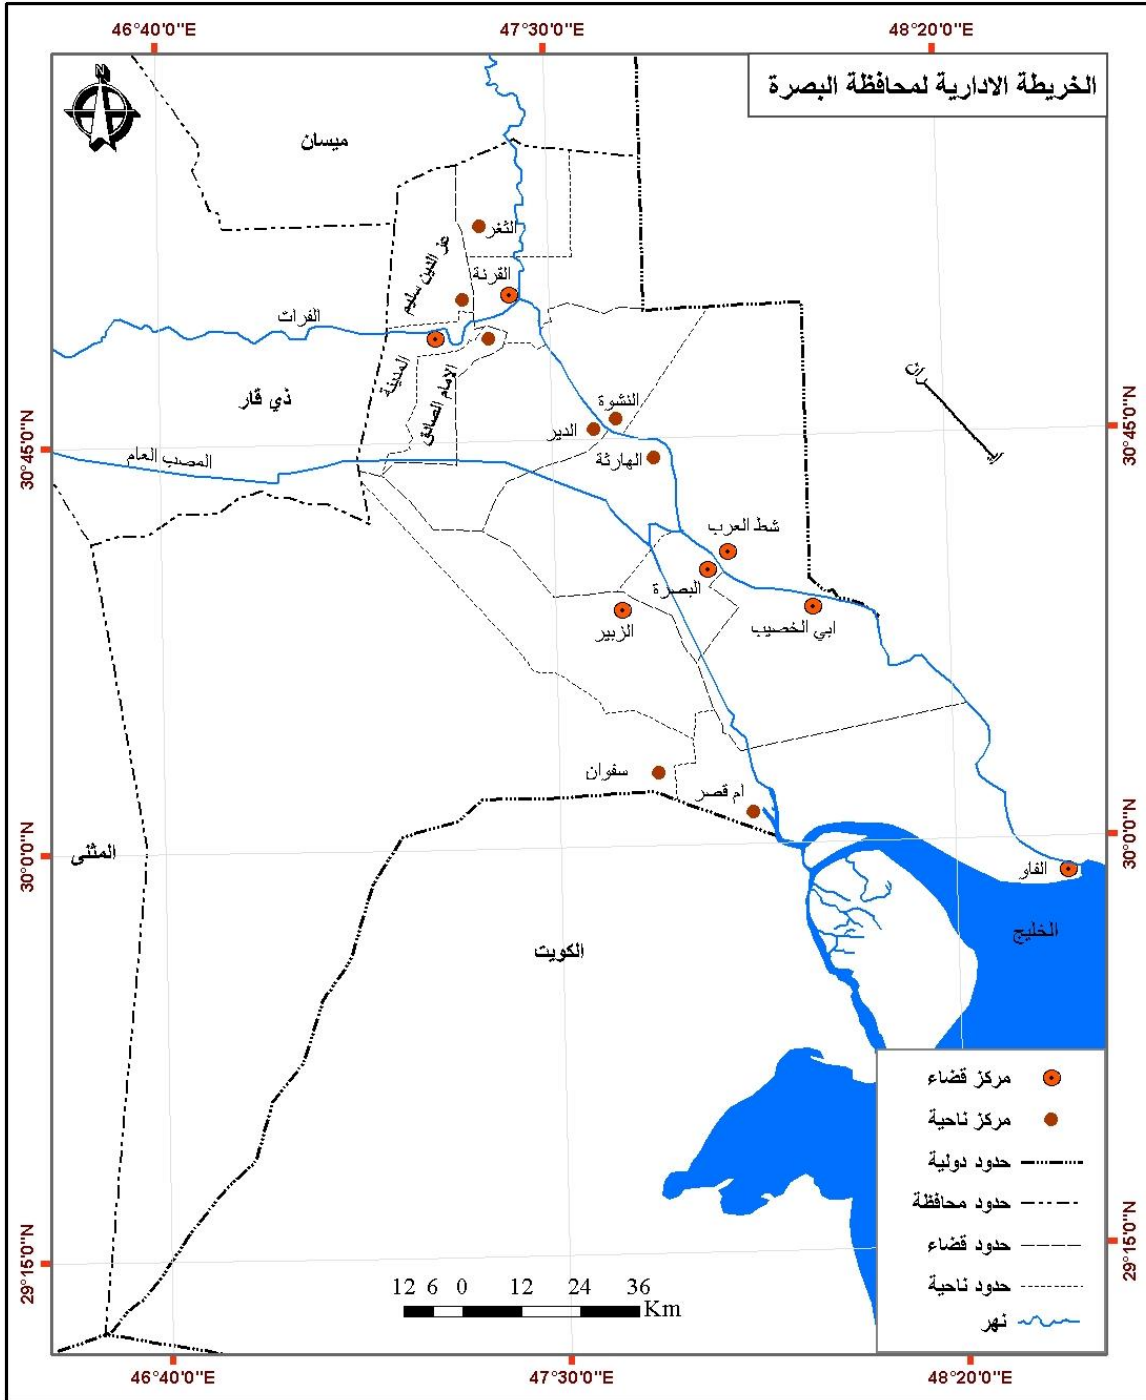 46°40'0"E
47°30'0"E
48°20'0"E
الخريطة الادارية لمحافظة البصرة
N
ميسان
الثغر
عز الدين سليم
القرنة
الفرات
المدينة
الامام الصادق
ذي قار
ايران
النشوة
الدير
30°45'0"N
30°45'0"N
المصب العام
الهارثة
شط العرب
البصرة
ابي الخصيب
الزبير
سفوان
ام قصر
30°0'0"N
30°0'0"N
المثنى
الفاو
الخليج
الكويت
مركز قضاء
مركز ناحية
حدود دولية
حدود محافظة
حدود قضاء
حدود ناحية
نهر
29°15'0"N
29°15'0"N
12 6 0 12 24 36
Km
46°40'0"E
47°30'0"E
48°20'0"E